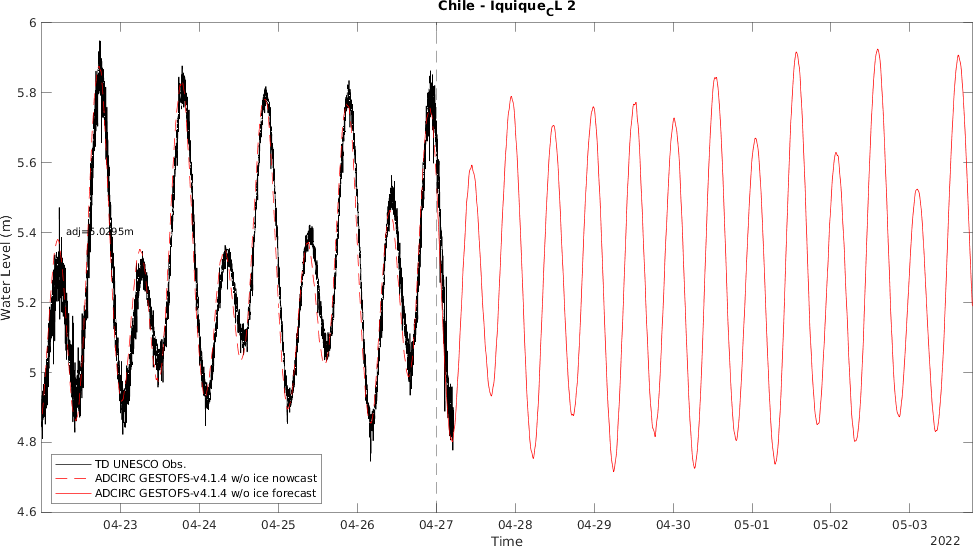 Chile - Iquique_CL 2
6
5.8
5.6
5.4
5.2
5
4.8
4.6
Water Level (m)
adj=5.0295m
TD UNESCO Obs.
ADCIRC GESTOFS-v4.1.4 w/o ice nowcast
ADCIRC GESTOFS-v4.1.4 w/o ice forecast
04-23 04-24 04-25 04-26 04-27 04-28 04-29 04-30 05-01 05-02 05-03
Time
2022